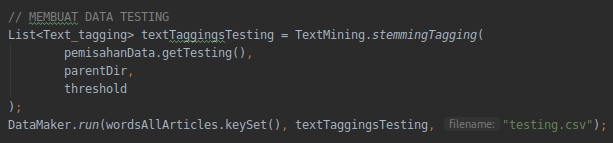 // MEMBUAT DATA TESTING
List<Text_tagging> textTaggingsTesting = TextMining.stemmingTagging(
pemisahanData.getTesting(),
parentDir,
threshold
);
DataMaker.run(wordsAllArticles.keySet(), textTaggingsTesting, filename: "testing.csv");